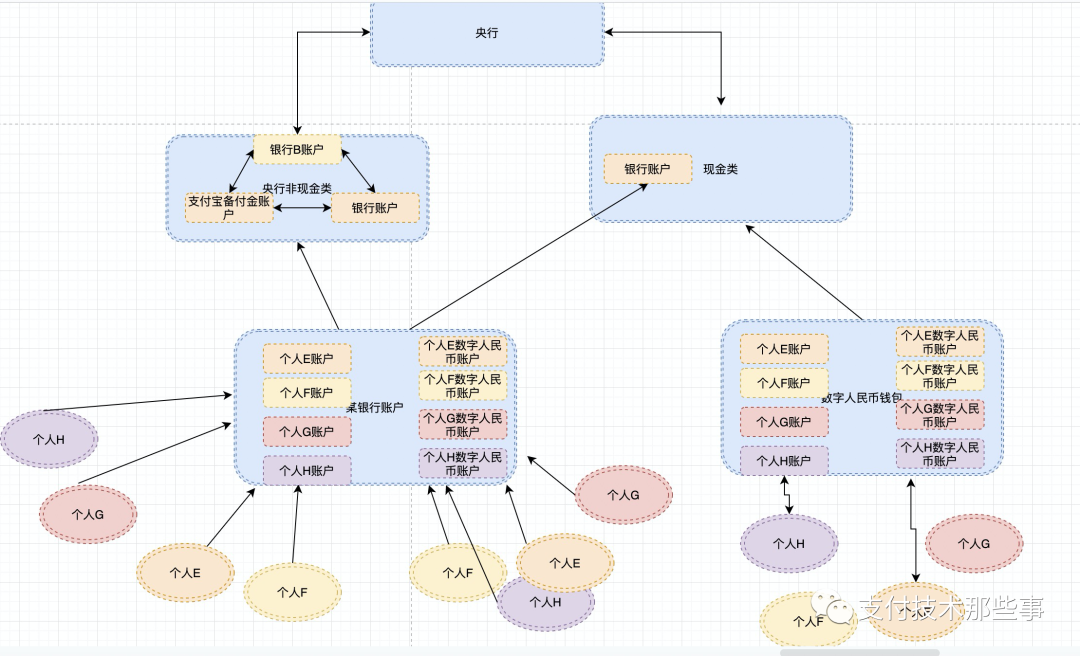 央行
银行B账户
央行非现金类
支付宝备付金账
户
银行账户
银行账户
现金类
个人E账户
个人F账户
个人G账户
个人H账户
某银行账户
个人E数字人民
币账户
个人F数字人民
币账户
个人G数字人民
币账户
个人H数字人民
币账户
个人E账户
个人F账户
个人G账户
个人H账户
数字人民币钱包
个人E数字人民
币账户
个人F数字人民
币账户
个人G数字人民
币账户
个人H数字人民
币账户
个人H
个人G
个人E
个人F
个人F
个人E
个人H
个人G
个人H
个人G
个人F
支付技术那些事